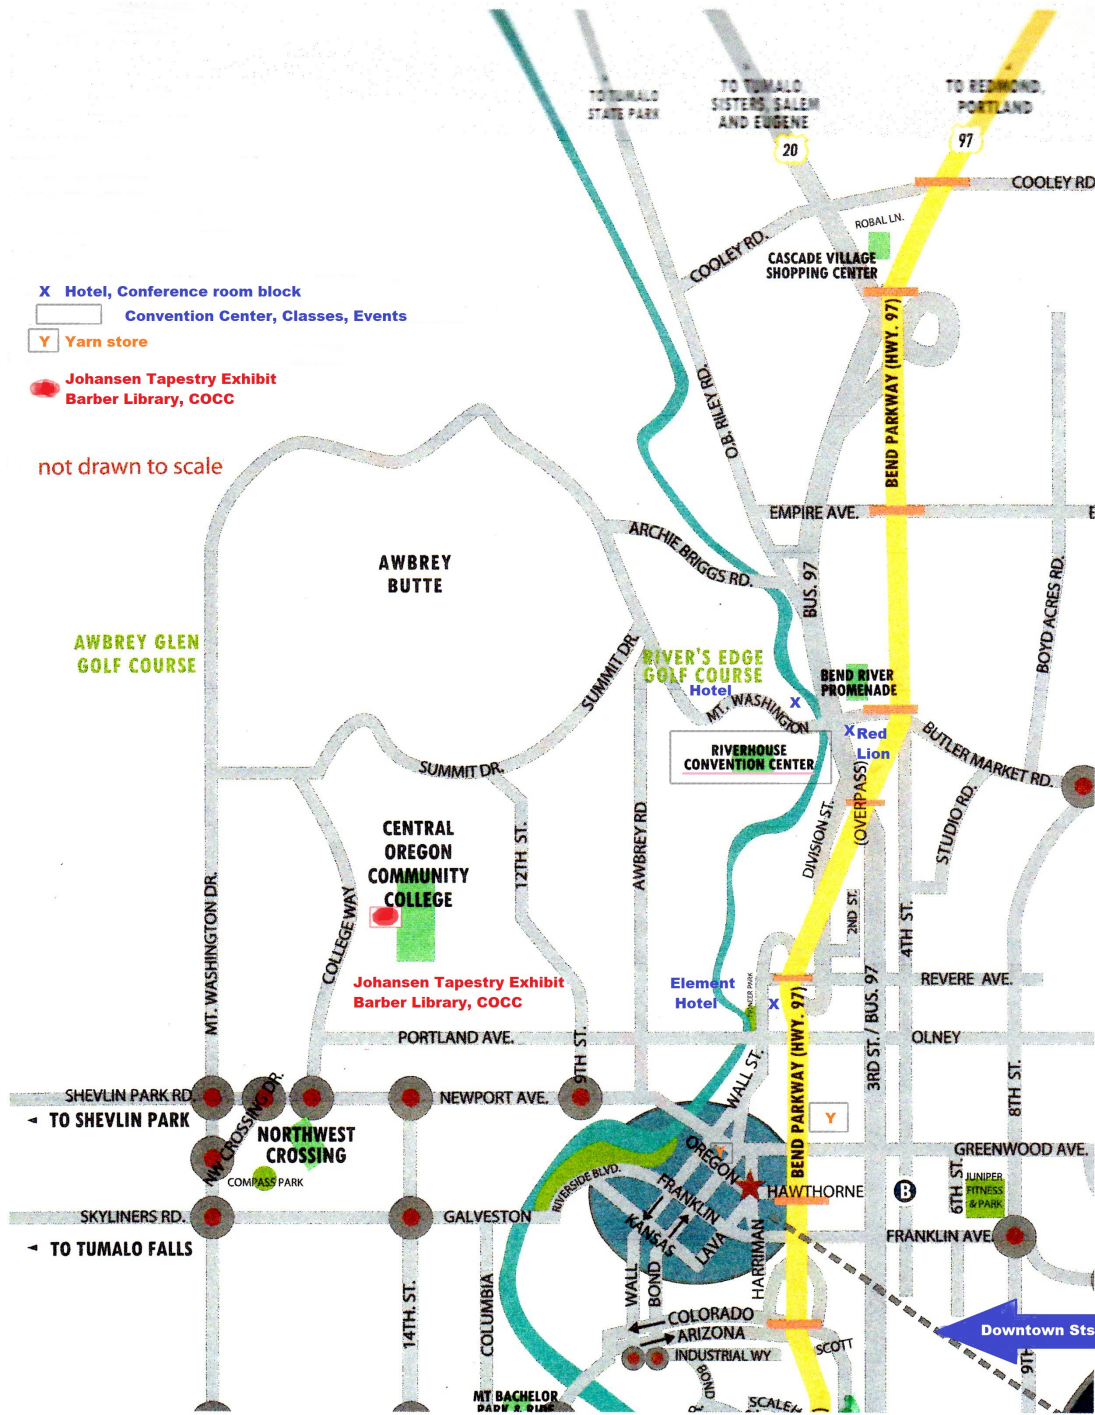 TO TUMALO
STATE PARK
TO TUMALO,
SISTERS, SALEM
AND EUGENE
TO REDMOND,
PORTLAND
20
97
COOLEY RD
COOLEY RD.
ROBAL LN.
CASCADE VILLAGE
SHOPPING CENTER
X Hotel, Conference room block
Convention Center, Classes, Events
Y Yarn store
Johansen Tapestry Exhibit
Barber Library, COCC
not drawn to scale
BEND PARKWAY (HWY. 97)
O.B. RILEY RD.
EMPIRE AVE.
E
ARCHIE BRIGGS RD.
BUS. 97
BOYD ACRES RD.
AWBREY
BUTTE
AWBREY GLEN
GOLF COURSE
SUMMIT DR.
RIVER'S EDGE
GOLF COURSE
Hotel
X
MT. WASHINGTON
BEND RIVER
PROMENADE
X Red
Lion
BUTLER MARKET RD.
RIVERHOUSE
CONVENTION CENTER
SUMMIT DR.
(OVERPASS)
DIVISION ST.
STUDIO RD.
CENTRAL
OREGON
COMMUNITY
COLLEGE
12TH ST.
AWBREY RD
2ND ST.
4TH ST.
MT. WASHINGTON DR.
COLLEGE WAY
Johansen Tapestry Exhibit
Barber Library, COCC
Element
Hotel
X
PIONEER PARK
REVERE AVE.
BEND PARKWAY (HWY. 97)
3RD ST. / BUS. 97
PORTLAND AVE.
OLNEY
9TH ST.
WALL ST.
8TH ST.
SHEVLIN PARK RD.
NEWPORT AVE.
TO SHEVLIN PARK
NW CROSSING DR.
NORTHWEST
CROSSING
COMPASS PARK
Y
Y
OREGON
GREENWOOD AVE.
RIVERSIDE BLVD.
FRANKLIN
HAWTHORNE
B
6TH ST.
JUNIPER
FITNESS
& PARK
SKYLINERS RD.
GALVESTON
KANSAS
LAVA
FRANKLIN AVE.
TO TUMALO FALLS
HARRIMAN
WALL
BOND
14TH. ST.
COLUMBIA
COLORADO
ARIZONA
INDUSTRIAL WY
SCOTT
Downtown Sts
9TH
BOND
MT BACHELOR
PARK & RIDE
SCALEH